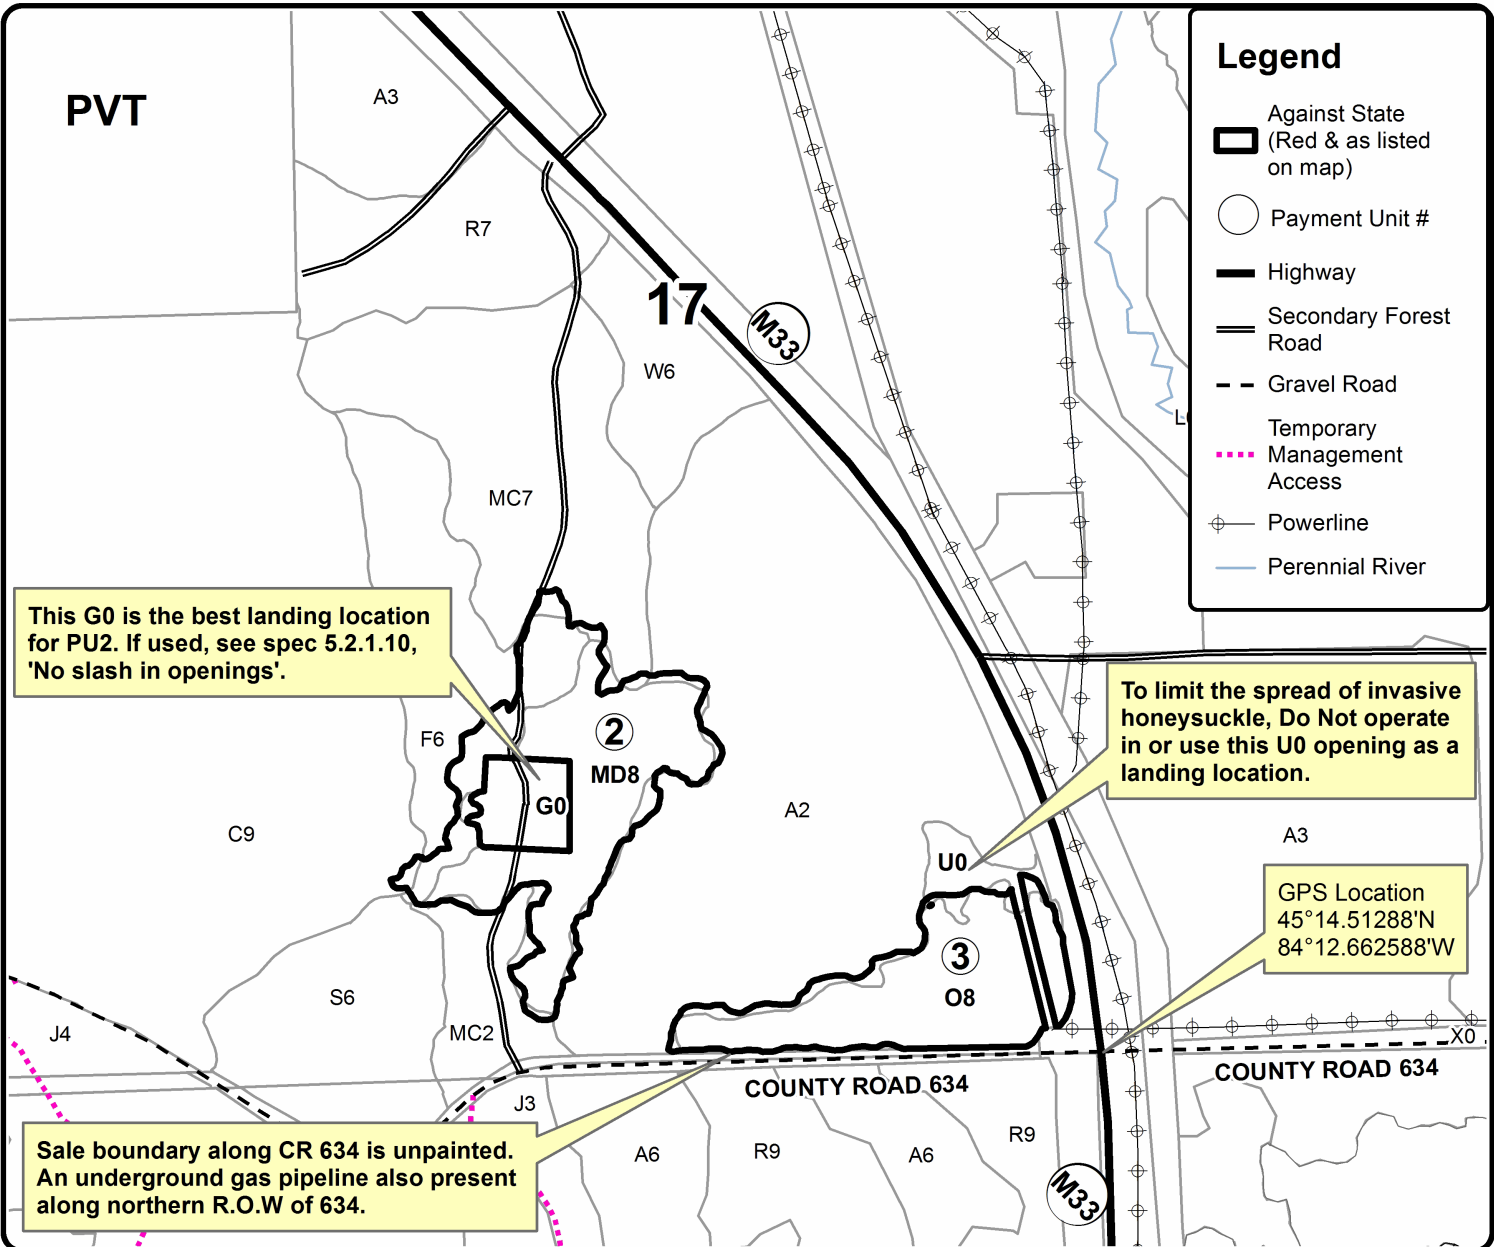 PVT
A3
R7
17
M33
W6
MC7
Legend
Against State
(Red & as listed
on map)
Payment Unit #
Highway
Secondary Forest
Road
Gravel Road
Temporary
Management
Access
Powerline
Perennial River
This G0 is the best landing location
for PU2. If used, see spec 5.2.1.10,
'No slash in openings'.
To limit the spread of invasive
honeysuckle, Do Not operate
in or use this U0 opening as a
landing location.
F6
2
MD8
G0
A2
C9
A3
U0
GPS Location
45°14.51288'N
84°12.662588'W
3
O8
S6
J4
MC2
X0
COUNTY ROAD 634
COUNTY ROAD 634
J3
Sale boundary along CR 634 is unpainted.
An underground gas pipeline also present
along northern R.O.W of 634.
A6
R9
A6
R9
M33